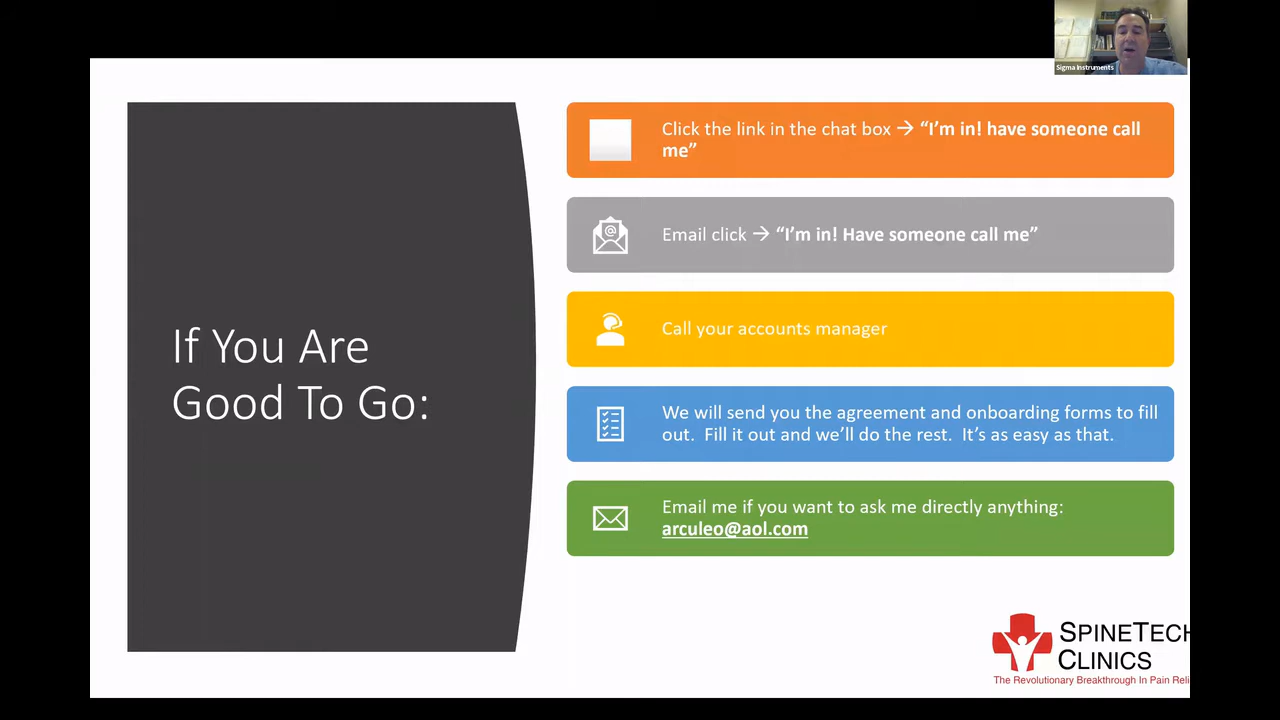 Sigma Instruments
If You Are
Good To Go:
Click the link in the chat box → “I’m in! have someone call
me”
Email click → “I’m in! Have someone call me”
Call your accounts manager
We will send you the agreement and onboarding forms to fill
out.  Fill it out and we’ll do the rest.  It’s as easy as that.
Email me if you want to ask me directly anything:
arculeo@aol.com
SPINETECH
CLINICS
The Revolutionary Breakthrough In Pain Reli